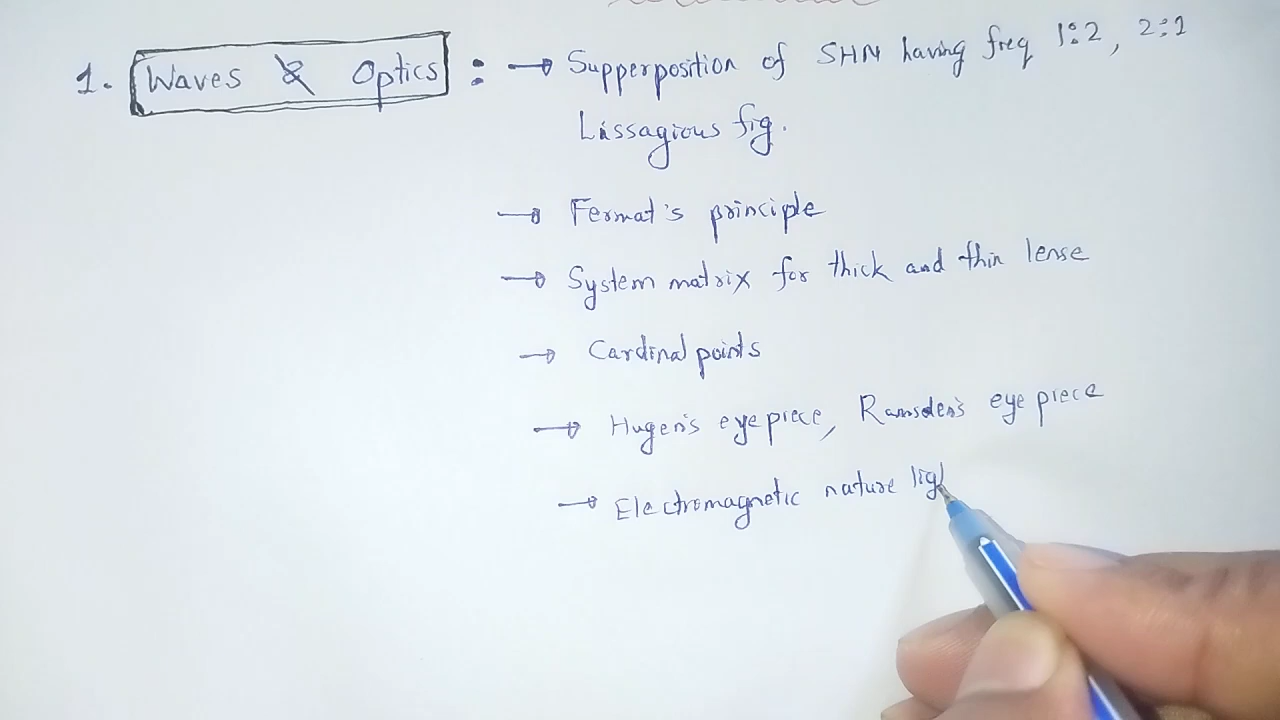 1. Waves & Optics : → Supperposition of SHM having freq 1:2, 2:1
Lissagious fig.
→ Fermat's principle
→ System matrix for thick and thin lense
→ Cardinal points
→ Hugen's eye piece, Ramsden's eye piece
→ Electromagnetic nature ligh